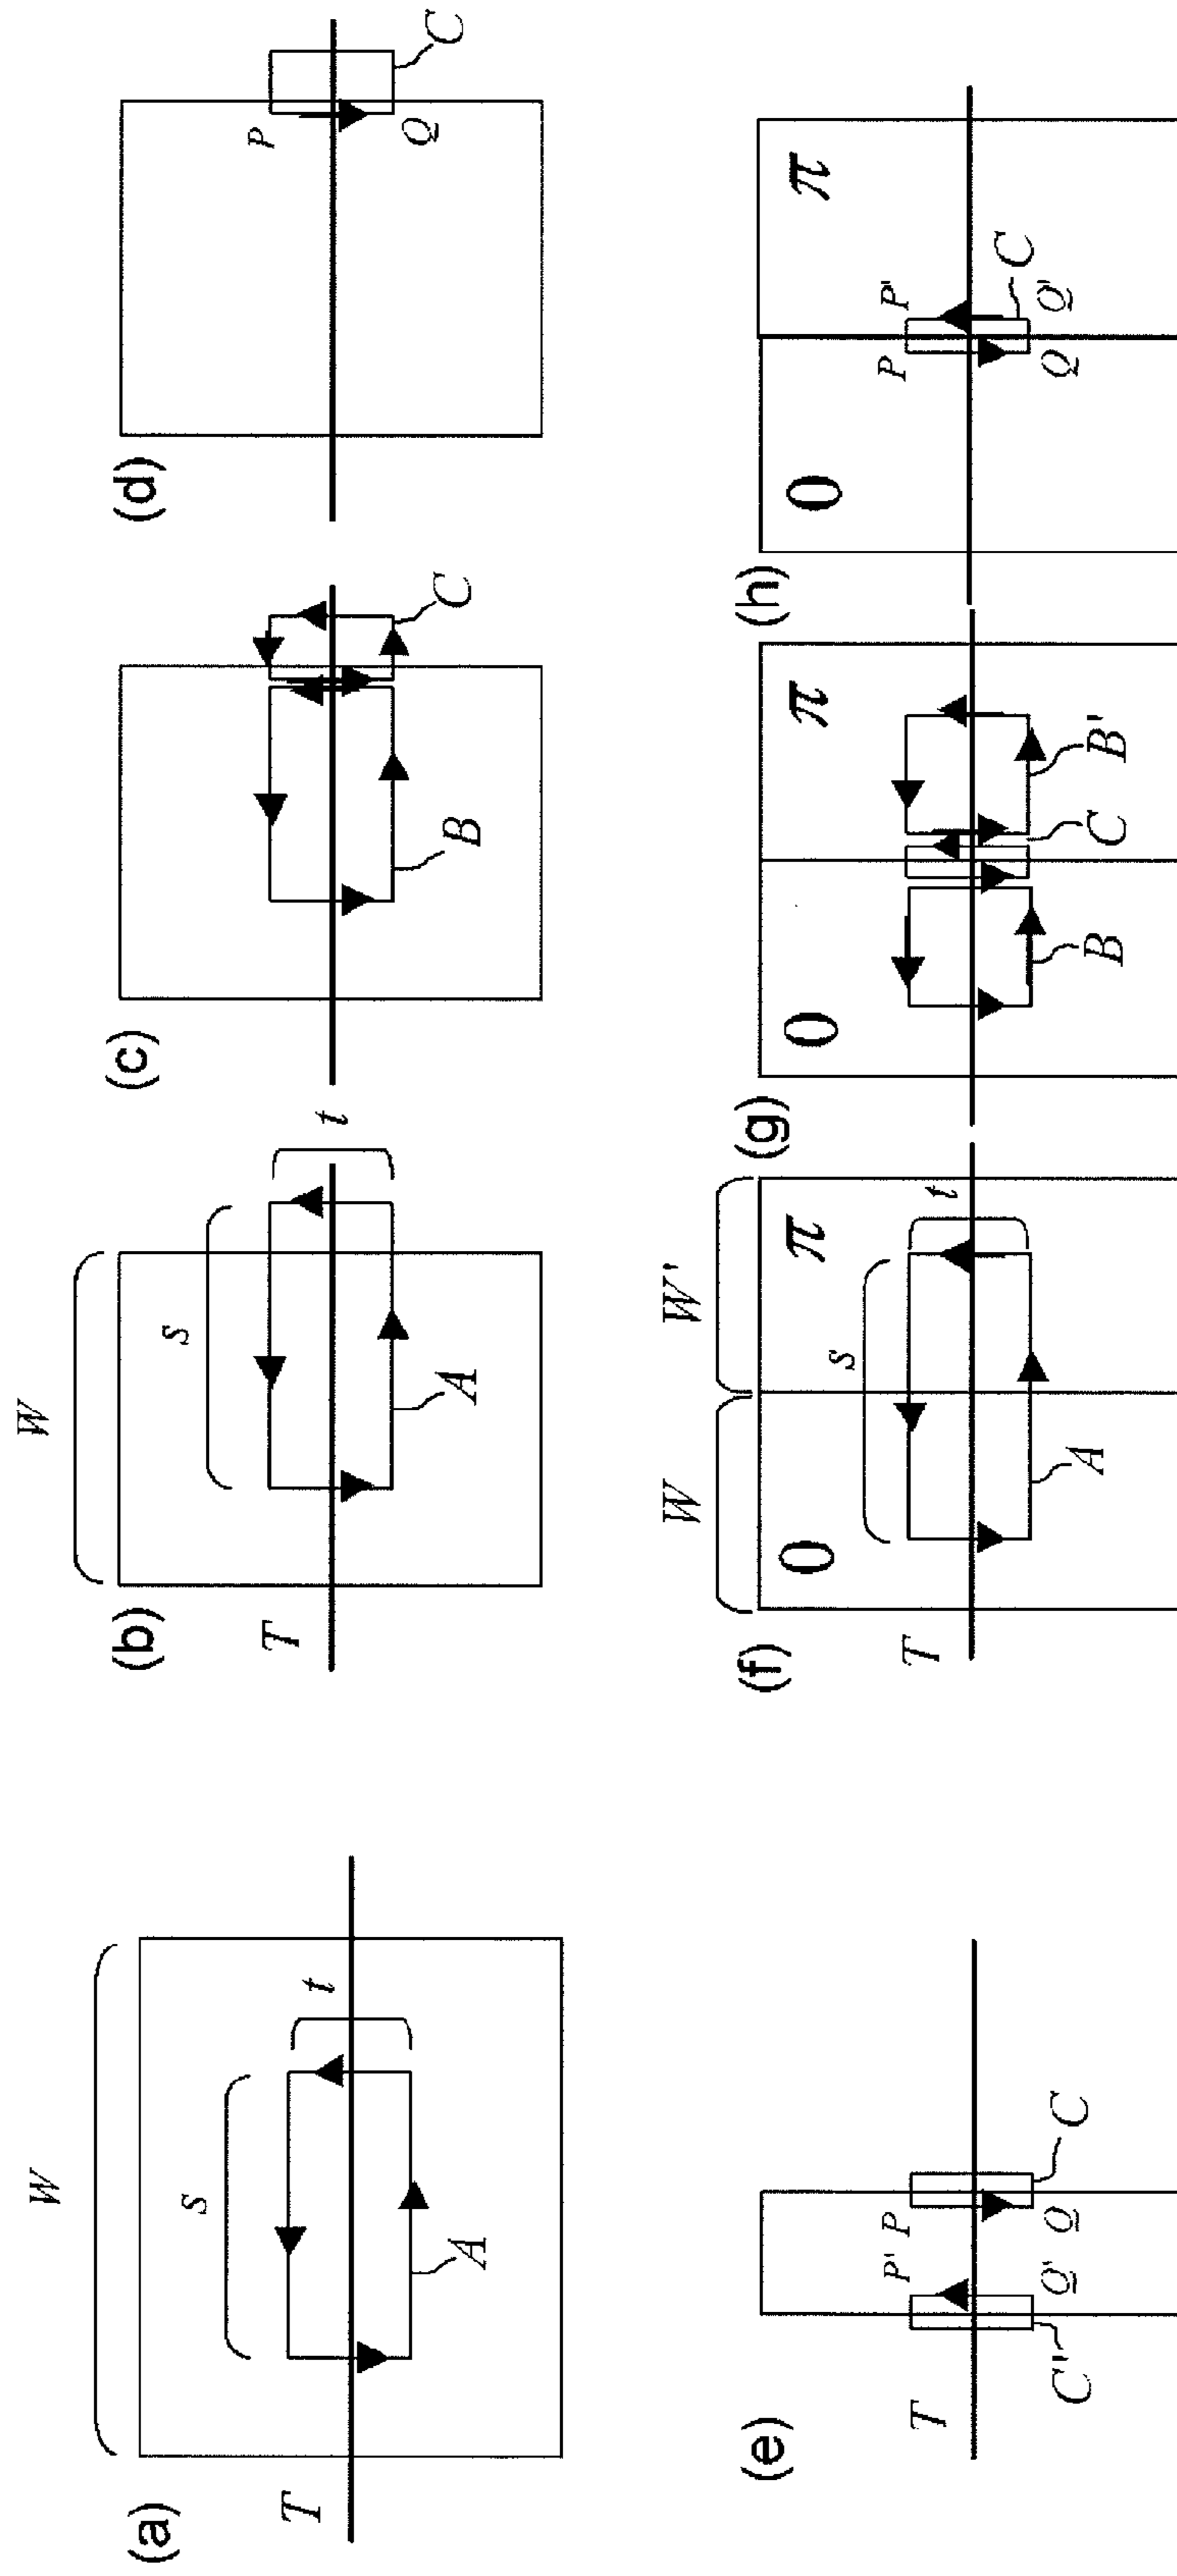 (a)
W
s
t
T
A
(b)
W
s
t
T
A
(c)
B
C
(d)
P
Q
C
(e)
T
P' P
Q' Q
C' C
(f)
W W'
0 π
s
t
T
A
(g)
0 π
B C B'
(h)
0 π
P P'
Q Q'
C